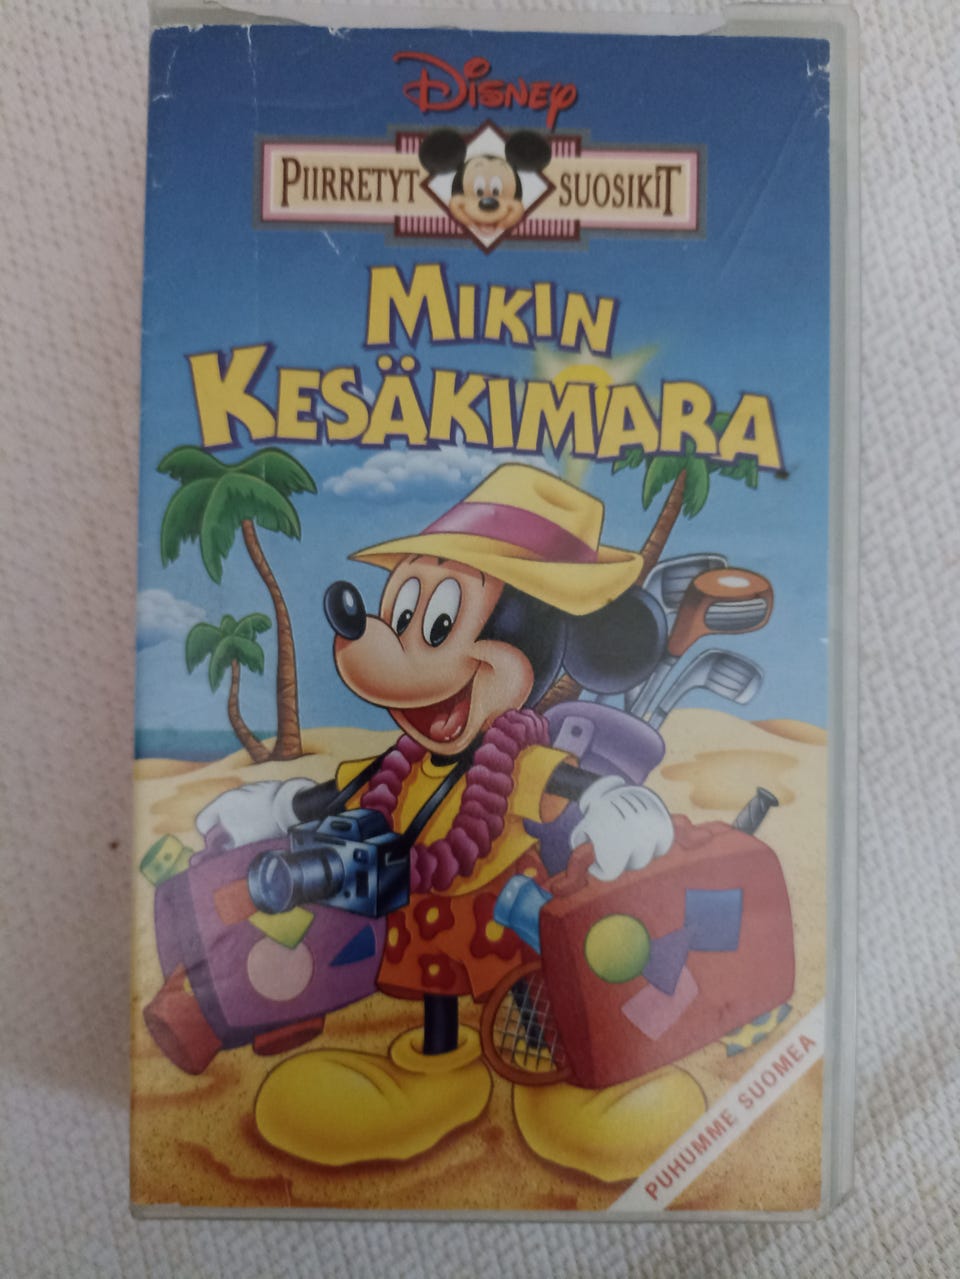 Disney
PIIRRETYT SUOSIKIT
MIKIN
KESÄKIMARA
PUHUMME SUOMEA